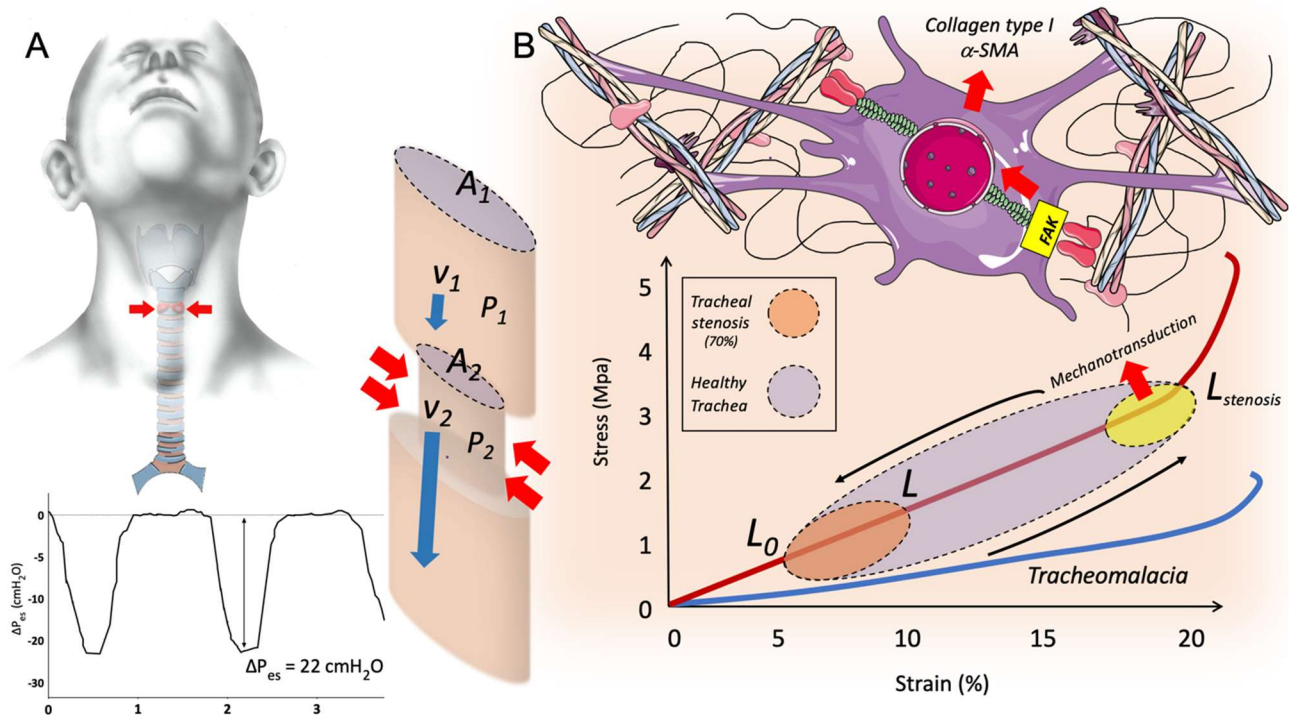 A
A1
v1
P1
A2
v2
P2
0
-5
-10
-20
-30
ΔPes (cmH2O)
ΔPes = 22 cmH2O
0
1
2
3
B
Collagen type I
α-SMA
FAK
Tracheal
stenosis
(70%)
Healthy
Trachea
Mechanotransduction
Lstenosis
L
L0
Tracheomalacia
5
4
3
2
1
0
Stress (Mpa)
0
5
10
15
20
Strain (%)